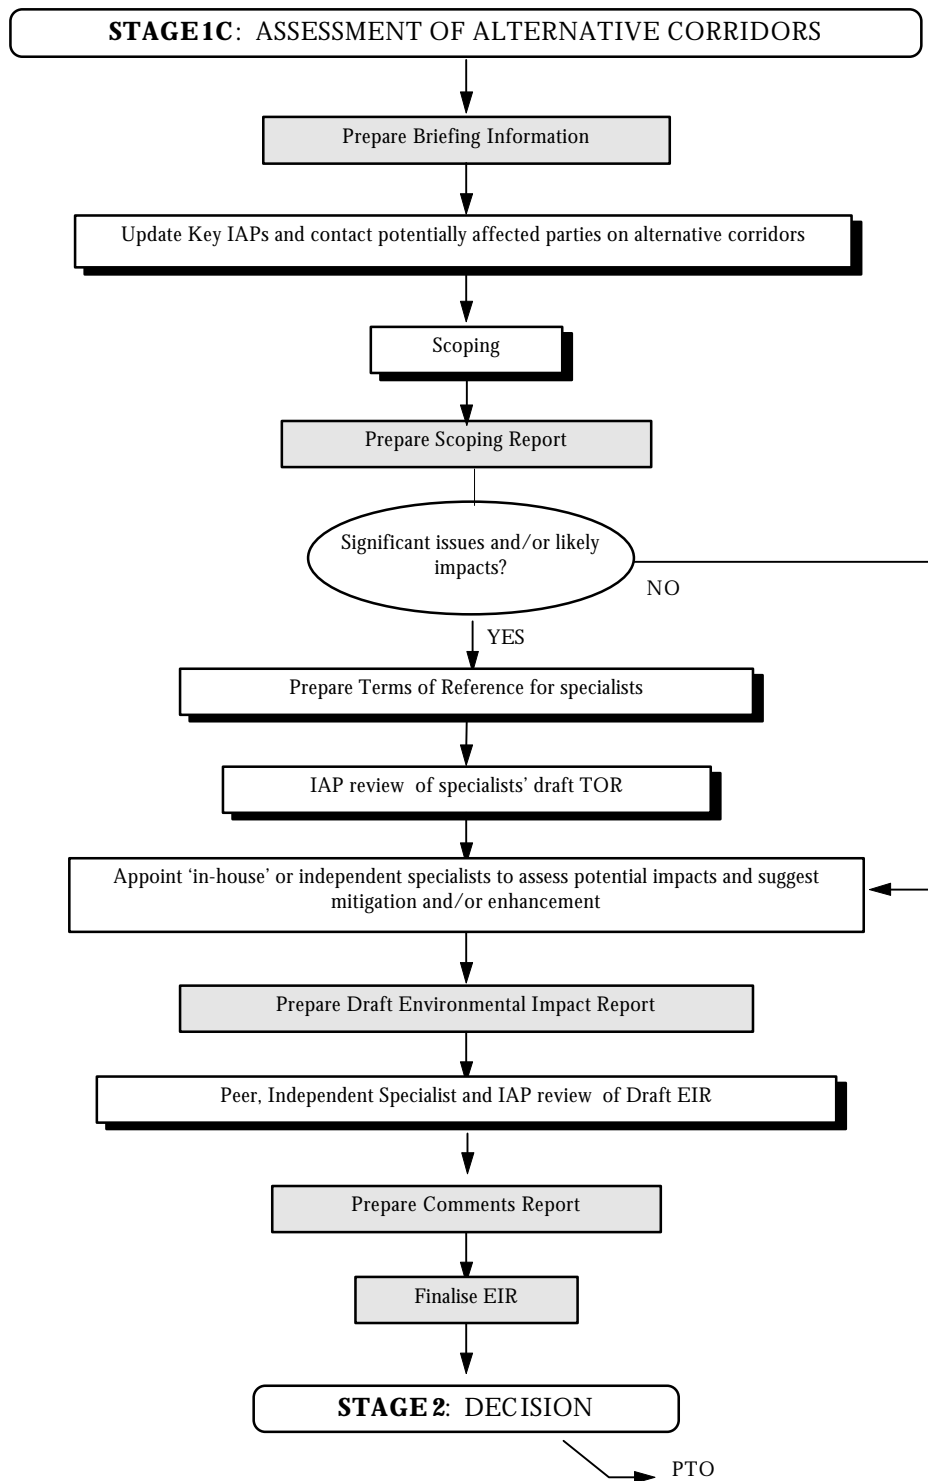 STAGE 1C: ASSESSMENT OF ALTERNATIVE CORRIDORS
Prepare Briefing Information
Update Key IAPs and contact potentially affected parties on alternative corridors
Scoping
Prepare Scoping Report
Significant issues and/or likely
impacts?
NO
YES
Prepare Terms of Reference for specialists
IAP review of specialists’ draft TOR
Appoint ‘in-house’ or independent specialists to assess potential impacts and suggest
mitigation and/or enhancement
Prepare Draft Environmental Impact Report
Peer, Independent Specialist and IAP review of Draft EIR
Prepare Comments Report
Finalise EIR
STAGE 2: DECISION
PTO